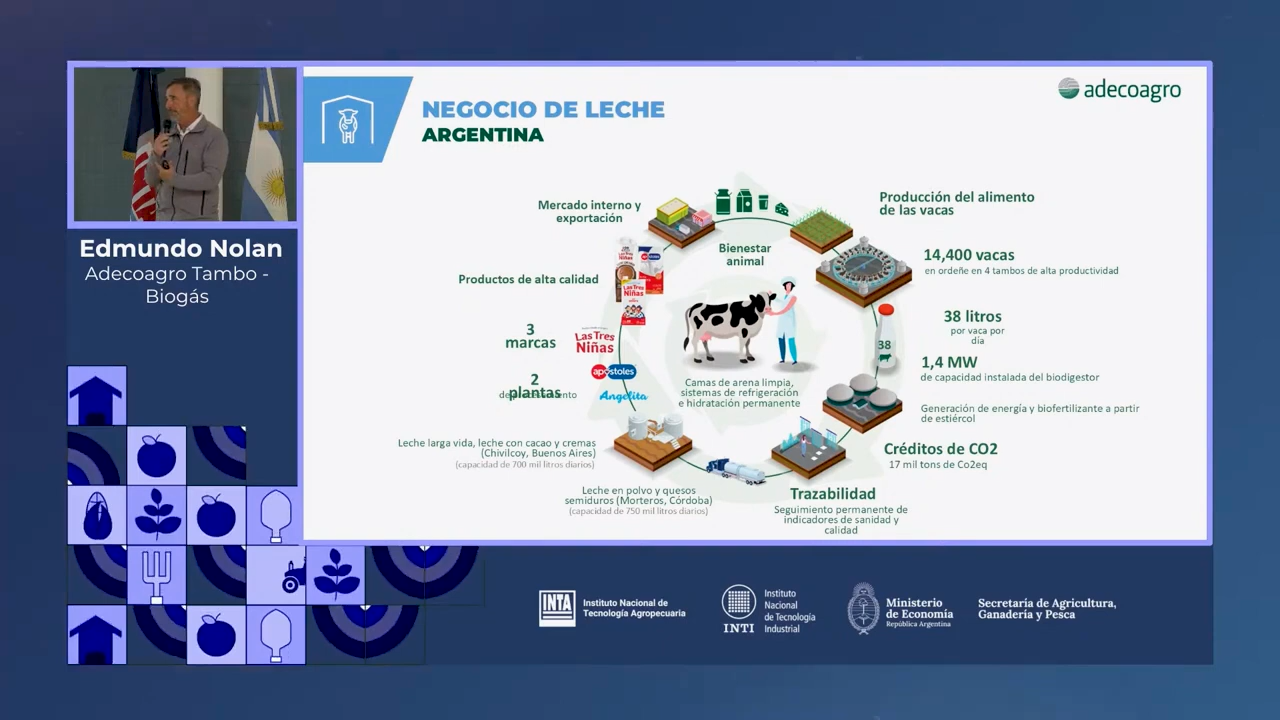 Edmundo Nolan
Adecoagro Tambo -
Biogás
NEGOCIO DE LECHE
ARGENTINA
adecoagro
Mercado interno y
exportación
Bienestar
animal
Producción del alimento
de las vacas
14,400 vacas
en ordeñe en 4 tambos de alta productividad
Productos de alta calidad
Las Tres
Niñas
38 litros
por vaca por
día
38
3
marcas
Las Tres
Niñas
apóstoles
Angelita
2
plantas
1,4 MW
de capacidad instalada del biodigestor
Camas de arena limpia,
sistemas de refrigeración
e hidratación permanente
Generación de energía y biofertilizante a partir
de estiércol
Leche larga vida, leche con cacao y cremas
(Chivilcoy, Buenos Aires)
(capacidad de 700 mil litros diarios)
Créditos de CO2
17 mil tons de Co2eq
Leche en polvo y quesos
semiduros (Morteros, Córdoba)
(capacidad de 750 mil litros diarios)
Trazabilidad
Seguimiento permanente de
indicadores de sanidad y
calidad
INTA
Instituto Nacional de
Tecnología Agropecuaria
INTI
Instituto
Nacional
de Tecnología
Industrial
Ministerio
de Economía
República Argentina
Secretaría de Agricultura,
Ganadería y Pesca